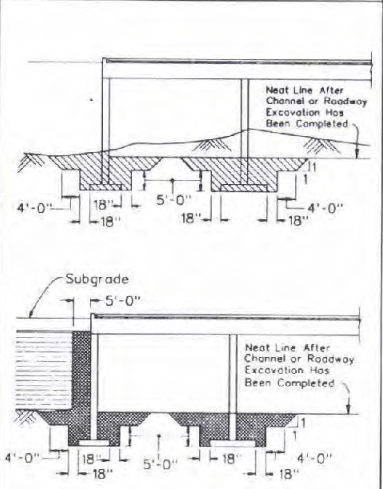 Neat Line After
Channel or Roadway
Excavation Has
Been Completed
1
1
4'-0"
18"
5'-0"
4'-0"
18"
18"
18"
Subgrade
5'-0"
Neat Line After
Channel or Roadway
Excavation Has
Been Completed
1
1
4'-0"
18"
5'-0"
18"
4'-0"
18"
18"